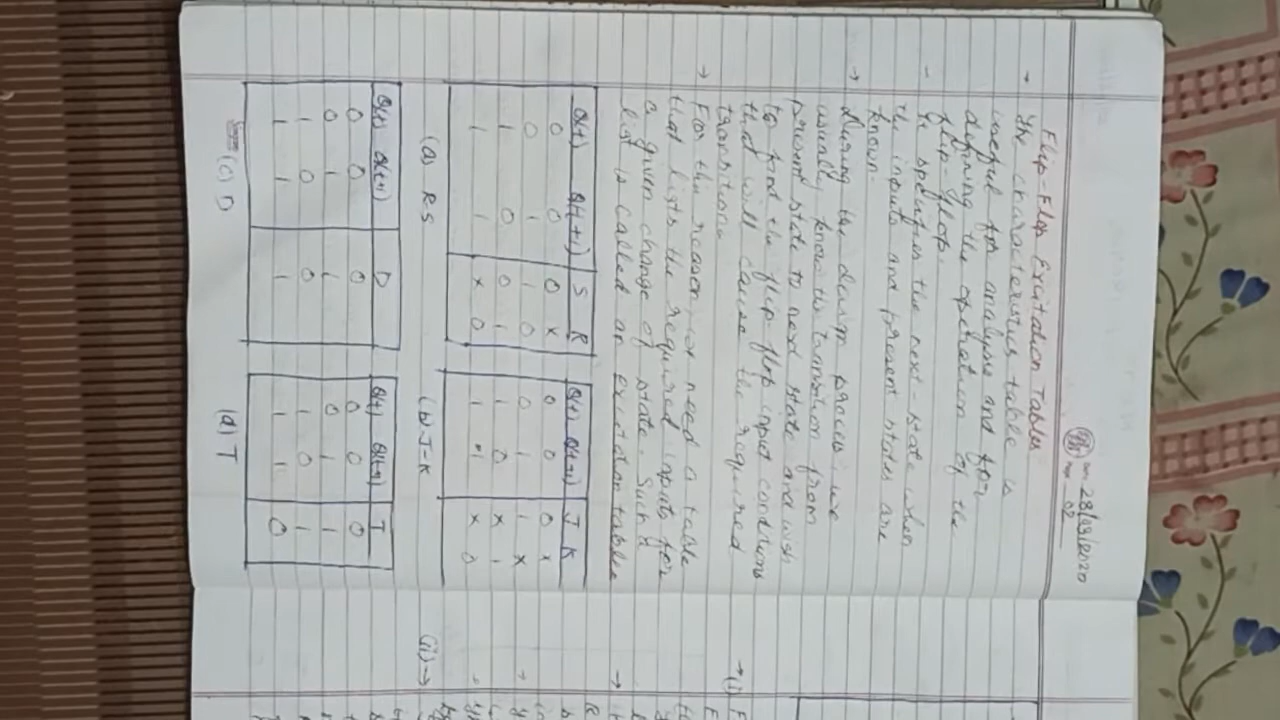 Date 28/03/2020
Page 02
Flip-Flop Excitation Tables
- The characteristics table is
useful for analysis and for
defining the operation of the
flip-flop.
- It specifies the next-state when
the inputs and present states are
known.
→ During the design process, we
usually know the transition from
present state to next state and wish
to find the flip-flop input conditions
that will cause the required
transition.
→ For this reason, we need a table
that lists the required inputs for
a given change of state. Such a
list is called an excitation table
Q(t) Q(t+1) S R
0 0 0 X
0 1 1 0
1 0 0 1
1 1 X 0
(a) RS
Q(t) Q(t+1) J K
0 0 0 X
0 1 1 X
1 0 X 1
1 1 X 0
(b) J-K
Q(t) Q(t+1) D
0 0 0
0 1 1
1 0 0
1 1 1
(c) D
Q(t) Q(t+1) T
0 0 0
0 1 1
1 0 1
1 1 0
(d) T
→(i)
(ii)→